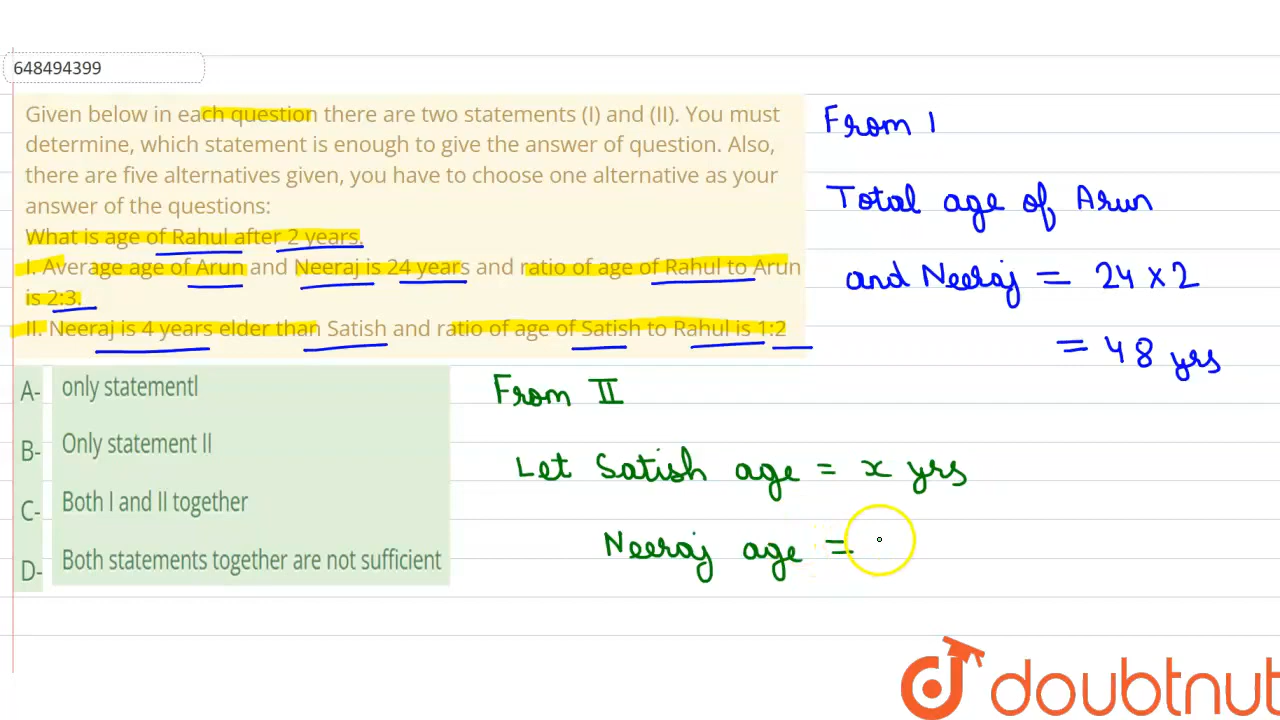 648494399
Given below in each question there are two statements (I) and (II). You must
determine, which statement is enough to give the answer of question. Also,
there are five alternatives given, you have to choose one alternative as your
answer of the questions:
What is age of Rahul after 2 years.
I. Average age of Arun and Neeraj is 24 years and ratio of age of Rahul to Arun
is 2:3.
II. Neeraj is 4 years elder than Satish and ratio of age of Satish to Rahul is 1:2
A- only statementl
B- Only statement II
C- Both I and II together
D- Both statements together are not sufficient
From I
Total age of Arun
and Neeraj = 24 × 2
= 48 yrs
From II
Let Satish age = x yrs
Neeraj age =
doubtnut